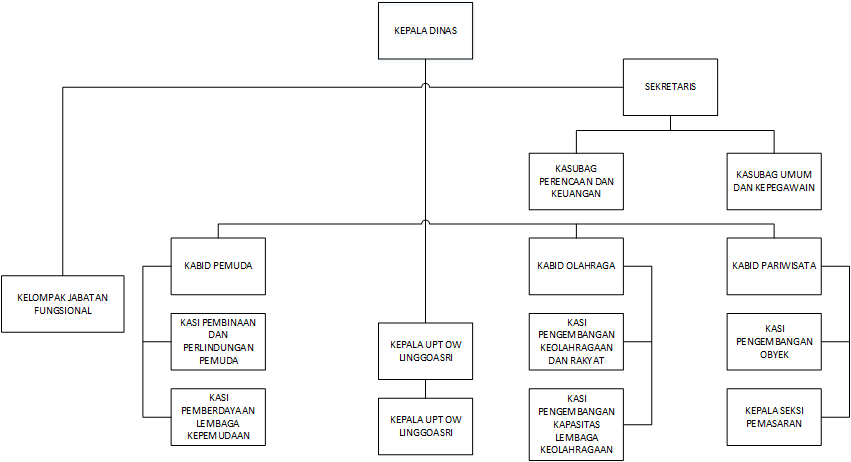 KEPALA DINAS
SEKRETARIS
KASUBAG
PERENCAAN DAN
KEUANGAN
KASUBAG UMUM
DAN KEPEGAWAIN
KABID PEMUDA
KABID OLAHRAGA
KABID PARIWISATA
KELOMPAK JABATAN
FUNGSIONAL
KASI PEMBINAAN
DAN
PERLINDUNGAN
PEMUDA
KEPALA UPT OW
LINGGOASRI
KASI
PENGEMBANGAN
KEOLAHRAGAAN
DAN RAKYAT
KASI
PENGEMBANGAN
OBYEK
KASI
PEMBERDAYAAN
LEMBAGA
KEPEMUDAAN
KEPALA UPT OW
LINGGOASRI
KASI
PENGEMBANGAN
KAPASITAS
LEMBAGA
KEOLAHRAGAAN
KEPALA SEKSI
PEMASARAN